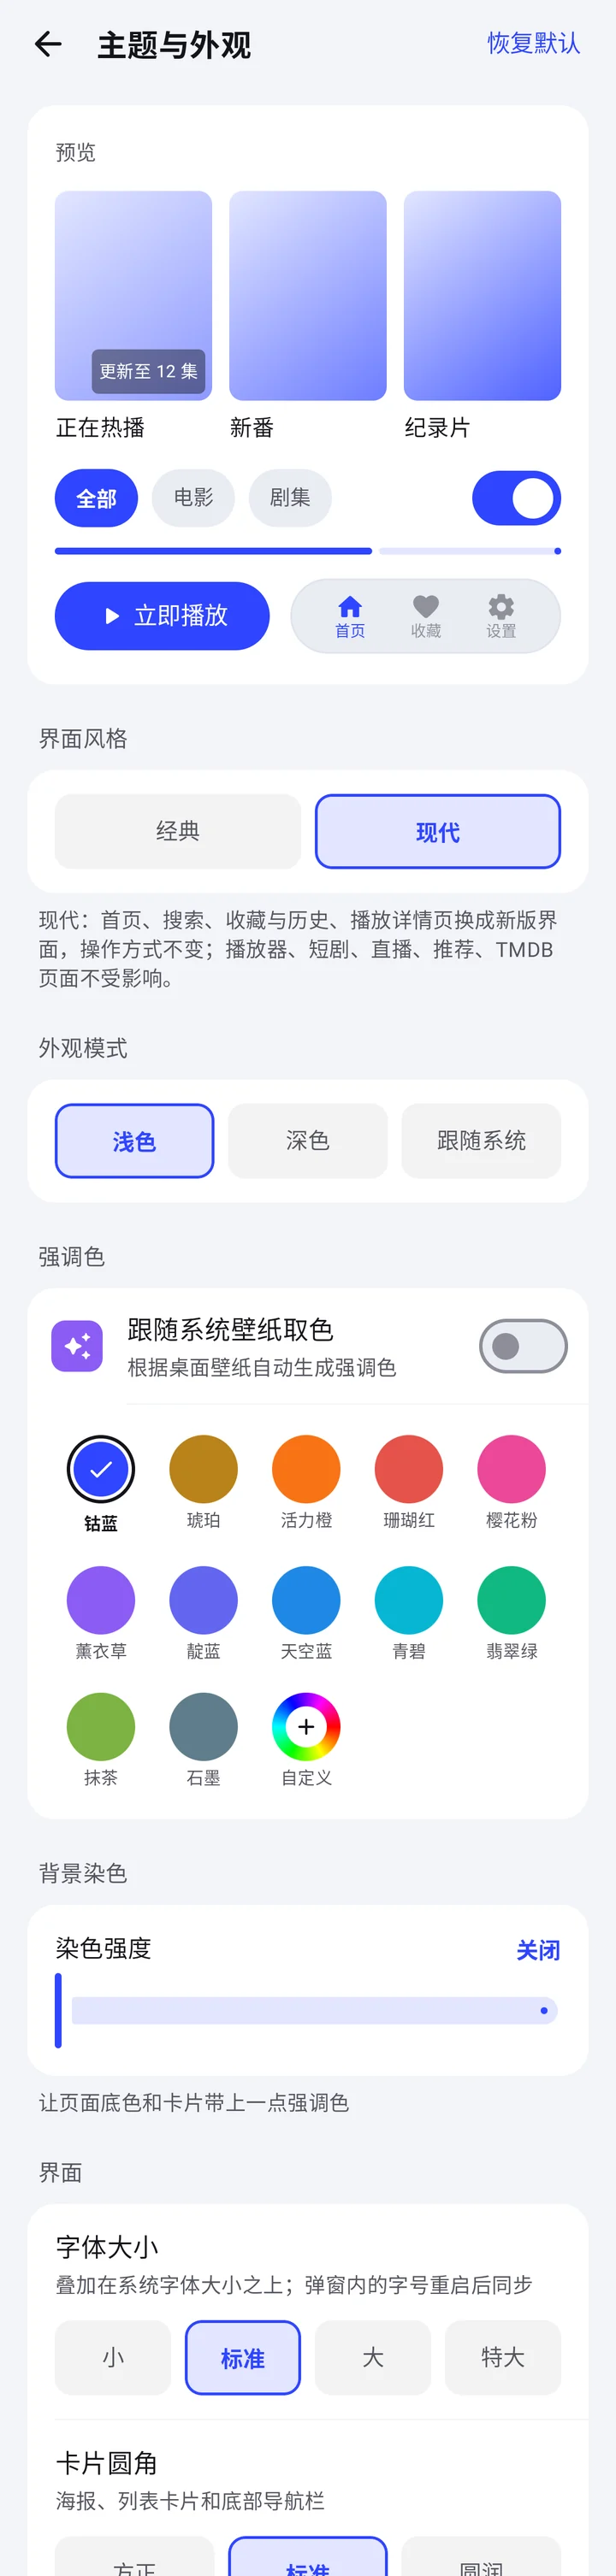 主题与外观
恢复默认
预览
更新至 12 集
正在热播
新番
纪录片
全部
电影
剧集
立即播放
首页
收藏
设置
界面风格
经典
现代
现代：首页、搜索、收藏与历史、播放详情页换成新版界
面，操作方式不变；播放器、短剧、直播、推荐、TMDB
页面不受影响。
外观模式
浅色
深色
跟随系统
强调色
跟随系统壁纸取色
根据桌面壁纸自动生成强调色
钴蓝
琥珀
活力橙
珊瑚红
樱花粉
薰衣草
靛蓝
天空蓝
青碧
翡翠绿
抹茶
石墨
自定义
背景染色
染色强度
关闭
让页面底色和卡片带上一点强调色
界面
字体大小
叠加在系统字体大小之上；弹窗内的字号重启后同步
小
标准
大
特大
卡片圆角
海报、列表卡片和底部导航栏
方正
标准
圆润